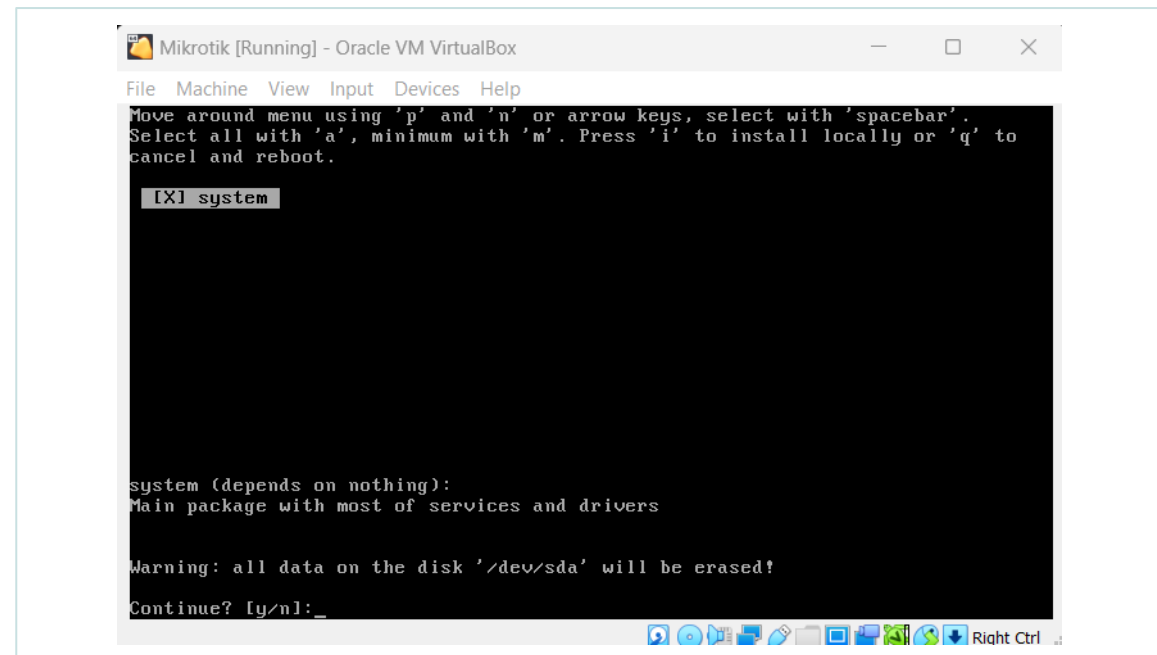 Mikrotik [Running] - Oracle VM VirtualBox
File Machine View Input Devices Help
Move around menu using 'p' and 'n' or arrow keys, select with 'spacebar'.
Select all with 'a', minimum with 'm'. Press 'i' to install locally or 'q' to
cancel and reboot.
[X] system
system (depends on nothing):
Main package with most of services and drivers
Warning: all data on the disk '/dev/sda' will be erased!
Continue? [y/n]:_
Right Ctrl